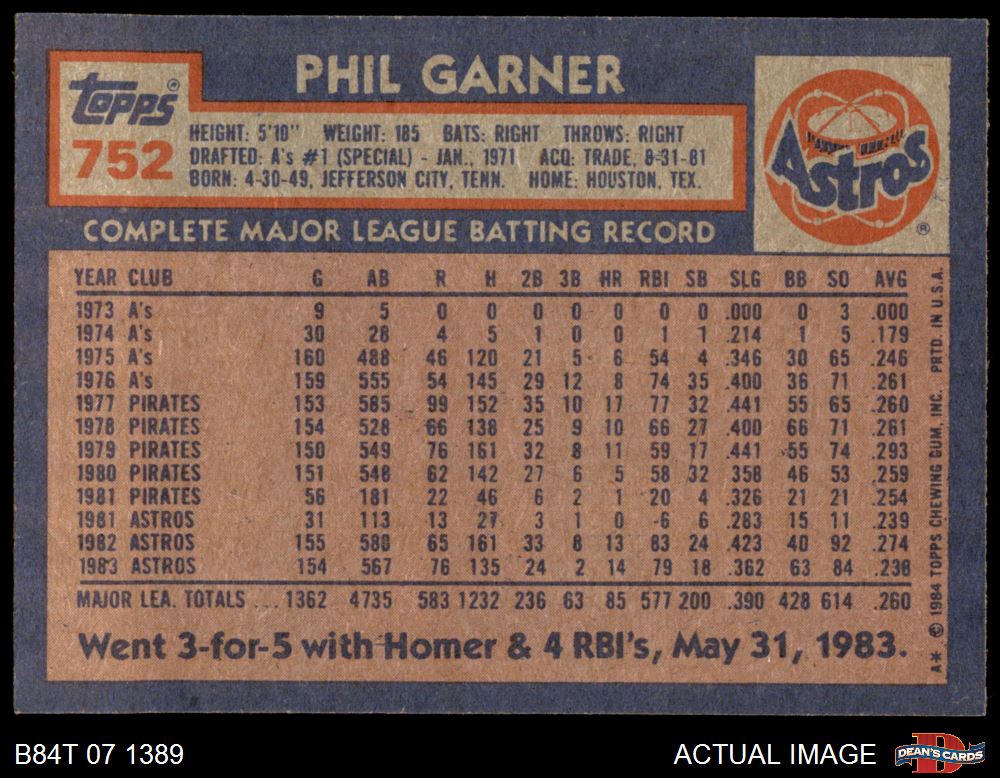 PHIL GARNER
topps®
752
HEIGHT: 5'10" WEIGHT: 185 BATS: RIGHT THROWS: RIGHT
DRAFTED: A's #1 (SPECIAL) - JAN., 1971 ACQ: TRADE, 8-31-81
BORN: 4-30-49, JEFFERSON CITY, TENN. HOME: HOUSTON, TEX.
Astros
®
COMPLETE MAJOR LEAGUE BATTING RECORD
YEAR CLUB G AB R H 2B 3B HR RBI SB SLG BB SO AVG
1973 A's 9 5 0 0 0 0 0 0 0 .000 0 3 .000
1974 A's 30 28 4 5 1 0 0 1 1 .214 1 5 .179
1975 A's 160 488 46 120 21 5 6 54 4 .346 30 65 .246
1976 A's 159 555 54 145 29 12 8 74 35 .400 36 71 .261
1977 PIRATES 153 585 99 152 35 10 17 77 32 .441 55 65 .260
1978 PIRATES 154 528 66 138 25 9 10 66 27 .400 66 71 .261
1979 PIRATES 150 549 76 161 32 8 11 59 17 .441 55 74 .293
1980 PIRATES 151 548 62 142 27 6 5 58 32 .358 46 53 .259
1981 PIRATES 56 181 22 46 6 2 1 20 4 .326 21 21 .254
1981 ASTROS 31 113 13 27 3 1 0 6 6 .283 15 11 .239
1982 ASTROS 155 588 65 161 33 8 13 83 24 .423 40 92 .274
1983 ASTROS 154 567 76 135 24 2 14 79 18 .362 63 84 .238
MAJOR LEA. TOTALS ... 1362 4735 583 1232 236 63 85 577 200 .390 428 614 .260
Went 3-for-5 with Homer & 4 RBI's, May 31, 1983.
A* © 1984 TOPPS CHEWING GUM, INC. PRTD. IN U.S.A.
B84T 07 1389
ACTUAL IMAGE
D
DEAN'S CARDS